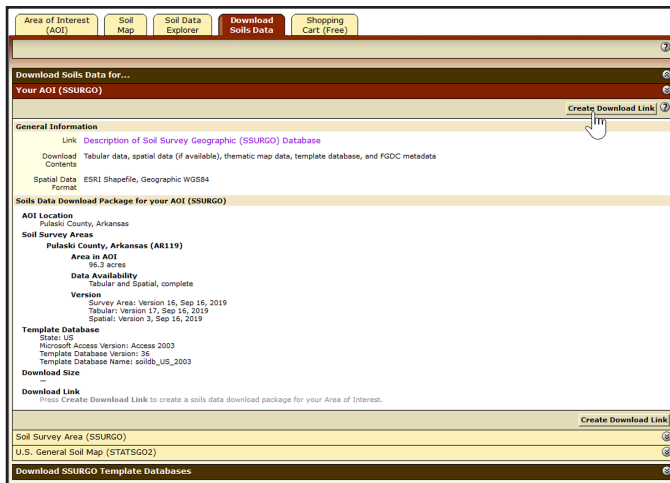 Area of Interest (AOI)
Soil Map
Soil Data Explorer
Download Soils Data
Shopping Cart (Free)
Download Soils Data for...
Your AOI (SSURGO)
Create Download Link
General Information
Link Description of Soil Survey Geographic (SSURGO) Database
Download Contents Tabular data, spatial data (if available), thematic map data, template database, and FGDC metadata
Spatial Data Format ESRI Shapefile, Geographic WGS84
Soils Data Download Package for your AOI (SSURGO)
AOI Location
Pulaski County, Arkansas
Soil Survey Areas
Pulaski County, Arkansas (AR119)
Area in AOI
96.3 acres
Data Availability
Tabular and Spatial, complete
Version
Survey Area: Version 16, Sep 16, 2019
Tabular: Version 17, Sep 16, 2019
Spatial: Version 3, Sep 16, 2019
Template Database
State: US
Microsoft Access Version: Access 2003
Template Database Version: 36
Template Database Name: soildb_US_2003
Download Size
—
Download Link
Press Create Download Link to create a soils data download package for your Area of Interest.
Create Download Link
Soil Survey Area (SSURGO)
U.S. General Soil Map (STATSGO2)
Download SSURGO Template Databases